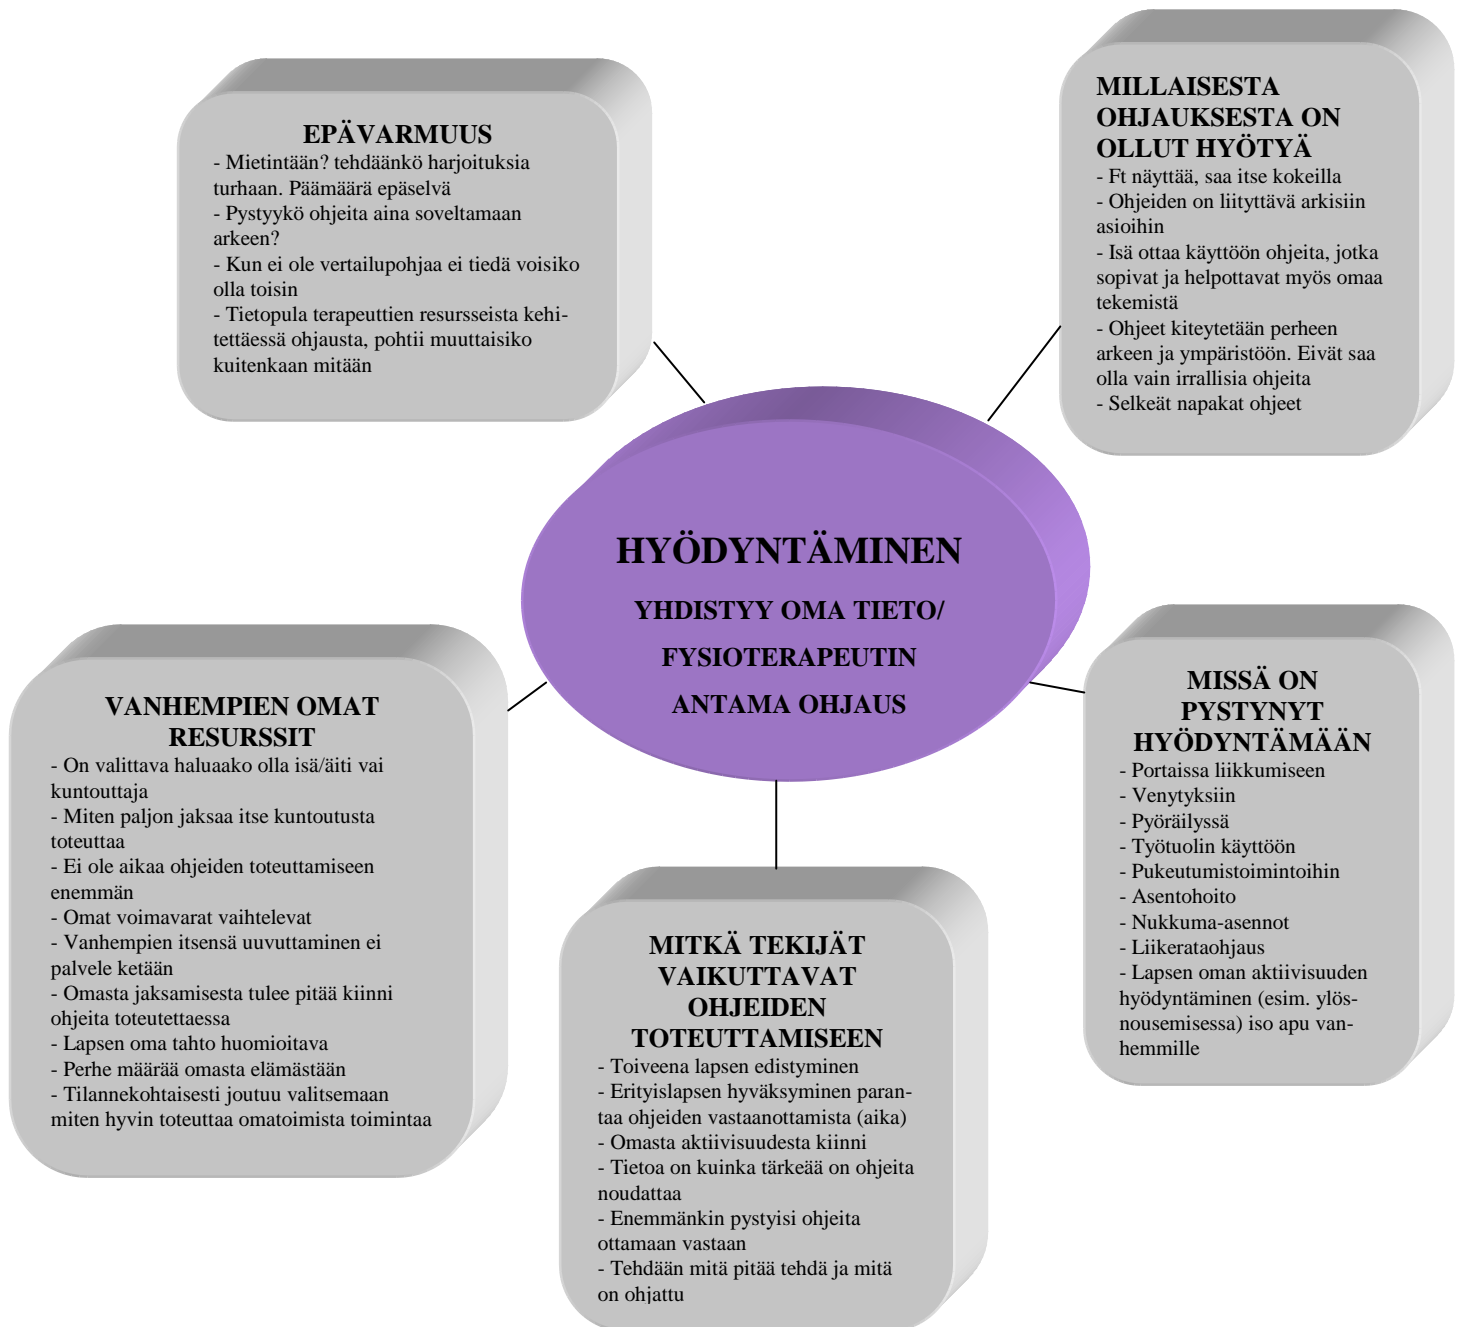 EPÄVARMUUS
- Mietintään? tehdäänkö harjoituksia
turhaan. Päämäärä epäselvä
- Pystyykö ohjeita aina soveltamaan
arkeen?
- Kun ei ole vertailupohjaa ei tiedä voisiko
olla toisin
- Tietopula terapeuttien resursseista kehi-
tettäessä ohjausta, pohtii muuttaisiko
kuitenkaan mitään
MILLAISESTA
OHJAUKSESTA ON
OLLUT HYÖTYÄ
- Ft näyttää, saa itse kokeilla
- Ohjeiden on liityttävä arkisiin
asioihin
- Isä ottaa käyttöön ohjeita, jotka
sopivat ja helpottavat myös omaa
tekemistä
- Ohjeet kiteytetään perheen
arkeen ja ympäristöön. Eivät saa
olla vain irrallisia ohjeita
- Selkeät napakat ohjeet
HYÖDYNTÄMINEN
YHDISTYY OMA TIETO/
FYSIOTERAPEUTIN
ANTAMA OHJAUS
VANHEMPIEN OMAT
RESURSSIT
- On valittava haluaako olla isä/äiti vai
kuntouttaja
- Miten paljon jaksaa itse kuntoutusta
toteuttaa
- Ei ole aikaa ohjeiden toteuttamiseen
enemmän
- Omat voimavarat vaihtelevat
- Vanhempien itsensä uuvuttaminen ei
palvele ketään
- Omasta jaksamisesta tulee pitää kiinni
ohjeita toteutettaessa
- Lapsen oma tahto huomioitava
- Perhe määrää omasta elämästään
- Tilannekohtaisesti joutuu valitsemaan
miten hyvin toteuttaa omatoimista toimintaa
MITKÄ TEKIJÄT
VAIKUTTAVAT
OHJEIDEN
TOTEUTTAMISEEN
- Toiveena lapsen edistyminen
- Erityislapsen hyväksyminen paran-
taa ohjeiden vastaanottamista (aika)
- Omasta aktiivisuudesta kiinni
- Tietoa on kuinka tärkeää on ohjeita
noudattaa
- Enemmänkin pystyisi ohjeita
ottamaan vastaan
- Tehdään mitä pitää tehdä ja mitä
on ohjattu
MISSÄ ON
PYSTYNYT
HYÖDYNTÄMÄÄN
- Portaissa liikkumiseen
- Venytyksiin
- Pyöräilyssä
- Työtuolin käyttöön
- Pukeutumistoimintoihin
- Asentohoito
- Nukkuma-asennot
- Liikerataohjaus
- Lapsen oman aktiivisuuden
hyödyntäminen (esim. ylös-
nousemisessa) iso apu van-
hemmille